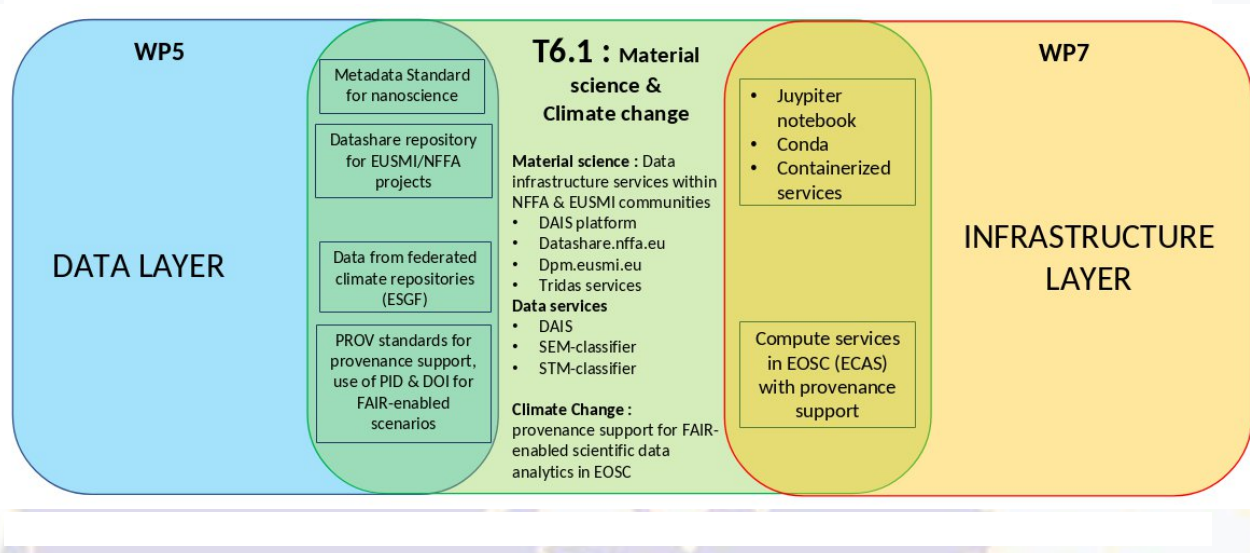 WP5
DATA LAYER
Metadata Standard
for nanoscience
Datashare repository
for EUSMI/NFFA
projects
Data from federated
climate repositories
(ESGF)
PROV standards for
provenance support,
use of PID & DOI for
FAIR-enabled
scenarios
T6.1 : Material
science &
Climate change
Material science : Data
infrastructure services within
NFFA & EUSMI communities
• DAIS platform
• Datashare.nffa.eu
• Dpm.eusmi.eu
• Tridas services
Data services
• DAIS
• SEM-classifier
• STM-classifier
Climate Change :
provenance support for FAIR-
enabled scientific data
analytics in EOSC
• Juypiter
notebook
• Conda
• Containerized
services
Compute services
in EOSC (ECAS)
with provenance
support
WP7
INFRASTRUCTURE
LAYER